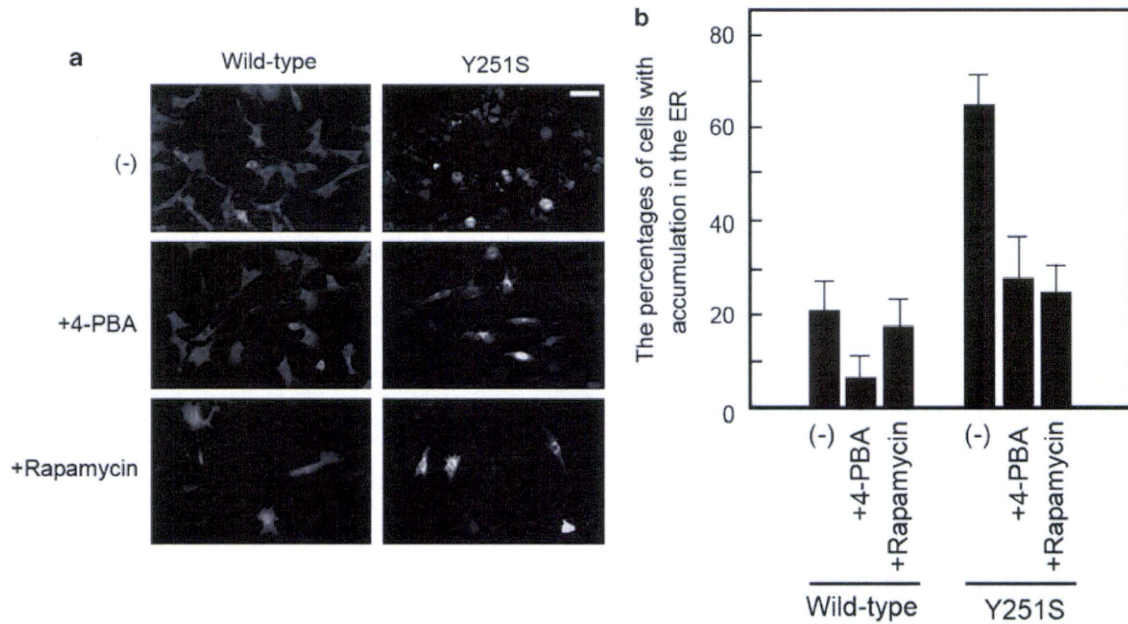 a
Wild-type
Y251S
(-)
+4-PBA
+Rapamycin
b
The percentages of cells with
accumulation in the ER
80
60
40
20
0
(-)
+4-PBA
+Rapamycin
(-)
+4-PBA
+Rapamycin
Wild-type
Y251S